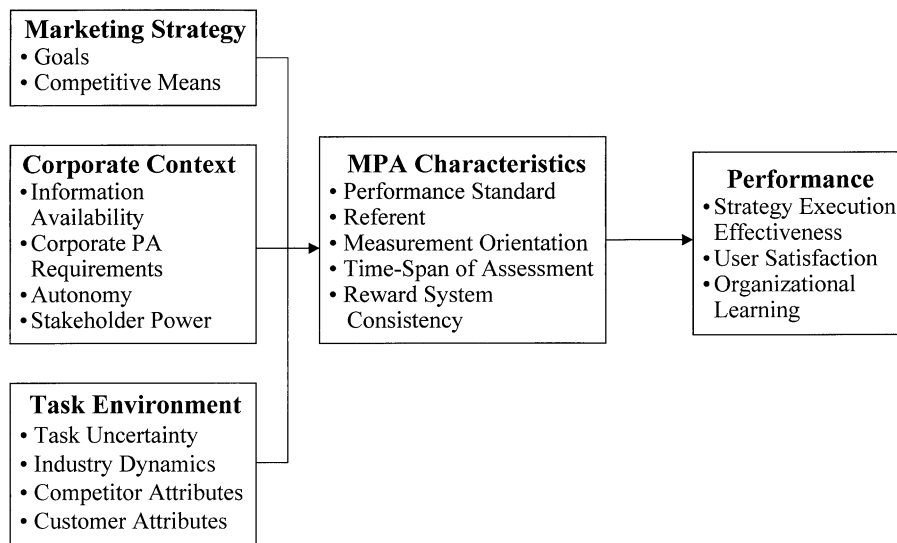 Marketing Strategy
• Goals
• Competitive Means
Corporate Context
• Information
Availability
• Corporate PA
Requirements
• Autonomy
• Stakeholder Power
Task Environment
• Task Uncertainty
• Industry Dynamics
• Competitor Attributes
• Customer Attributes
MPA Characteristics
• Performance Standard
• Referent
• Measurement Orientation
• Time-Span of Assessment
• Reward System
Consistency
Performance
• Strategy Execution
Effectiveness
• User Satisfaction
• Organizational
Learning